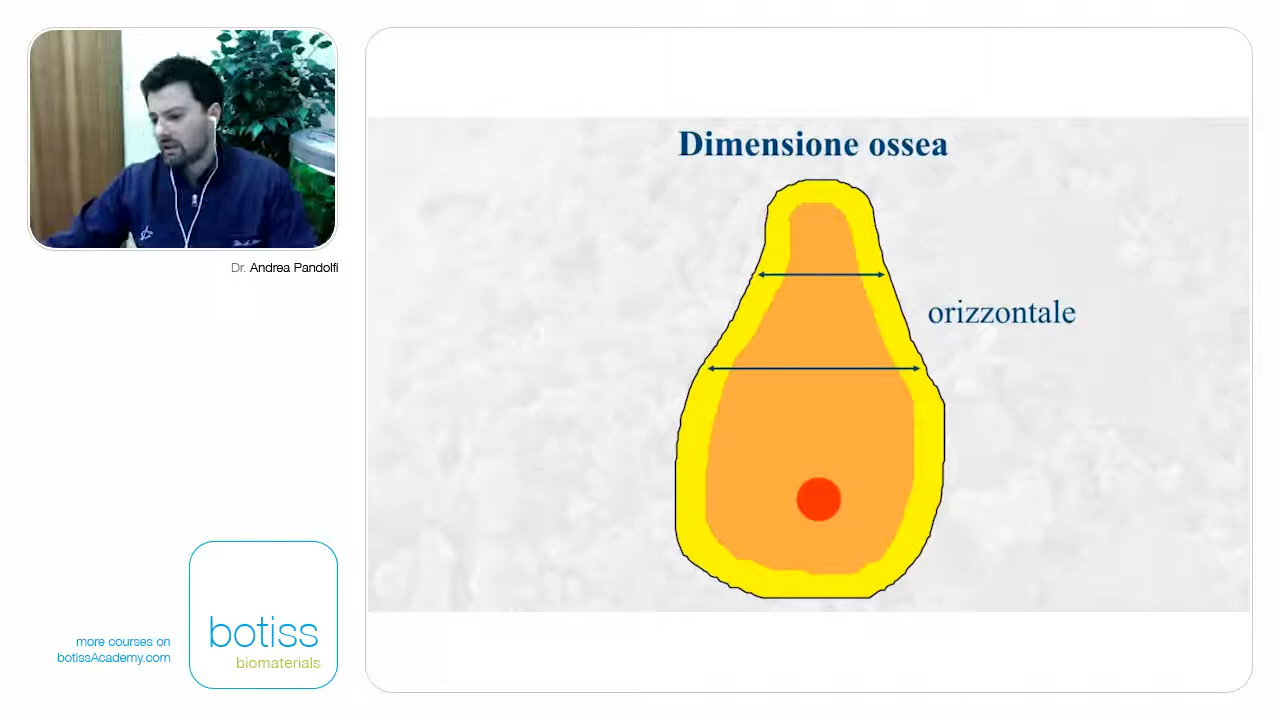 Dimensione ossea
orizzontale
Dr. Andrea Pandolfi
more courses on
botissAcademy.com
botiss
biomaterials